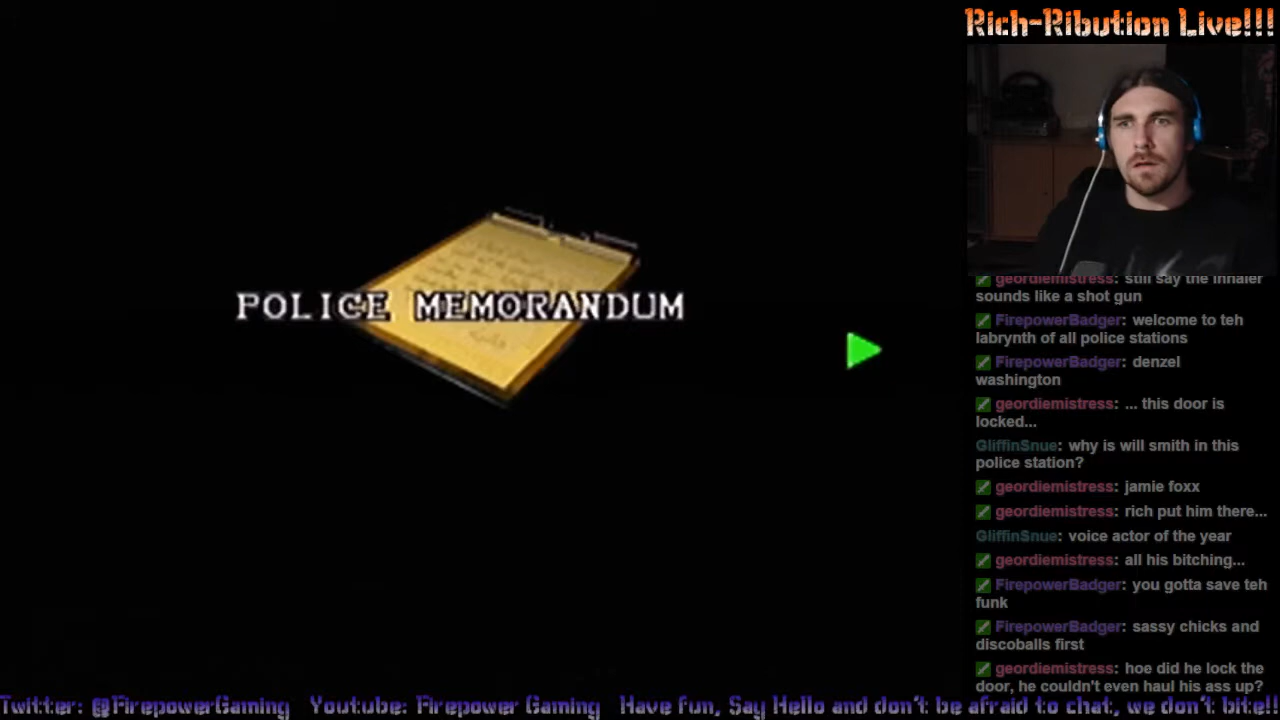 Rich-Ribution Live!!!
POLICE MEMORANDUM
geordiemistress: still say the inhaler
sounds like a shot gun
FirepowerBadger: welcome to teh
labrynth of all police stations
FirepowerBadger: denzel
washington
geordiemistress: ... this door is
locked...
GliffinSnue: why is will smith in this
police station?
geordiemistress: jamie foxx
geordiemistress: rich put him there...
GliffinSnue: voice actor of the year
geordiemistress: all his bitching...
FirepowerBadger: you gotta save teh
funk
FirepowerBadger: sassy chicks and
discoballs first
geordiemistress: hoe did he lock the
door, he couldn't even haul his ass up?
Twitter: @FirepowerGaming Youtube: Firepower Gaming Have fun, Say Hello and don't be afraid to chat, we don't bite!!